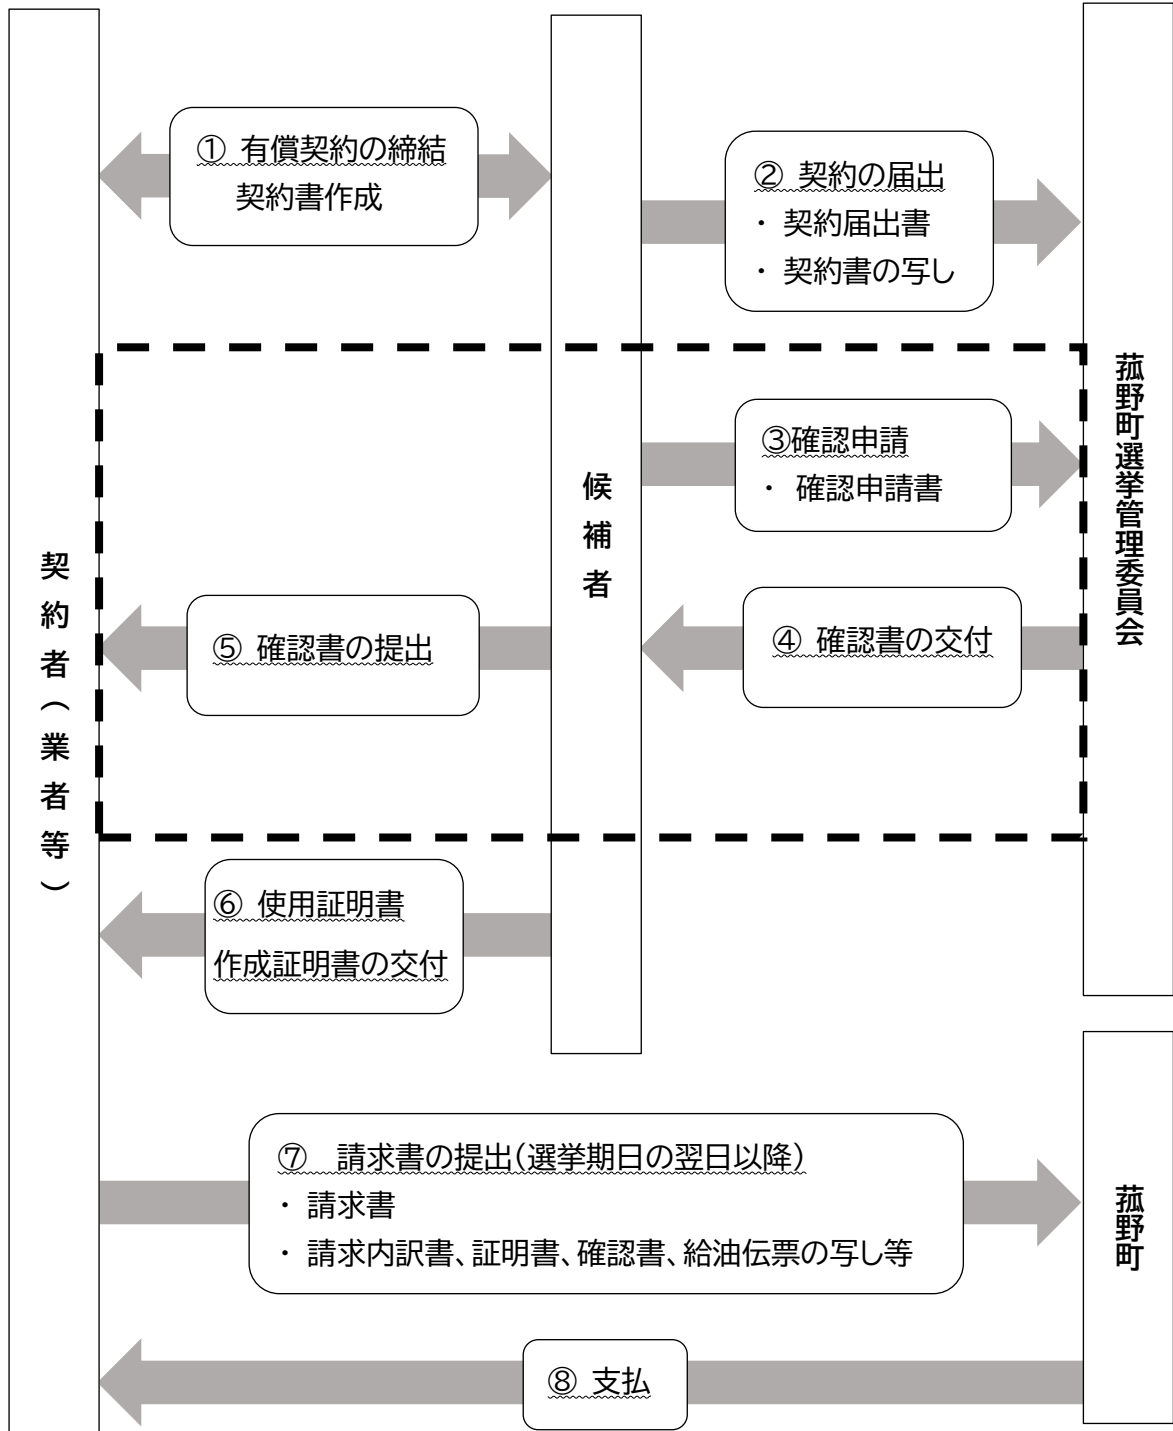 ① 有償契約の締結
契約書作成
② 契約の届出
・ 契約届出書
・ 契約書の写し
③確認申請
・ 確認申請書
④ 確認書の交付
⑤ 確認書の提出
⑥ 使用証明書
作成証明書の交付
⑦ 請求書の提出(選挙期日の翌日以降)
・ 請求書
・ 請求内訳書、証明書、確認書、給油伝票の写し等
⑧ 支払
契約者(業者等)
候補者
菰野町選挙管理委員会
菰野町